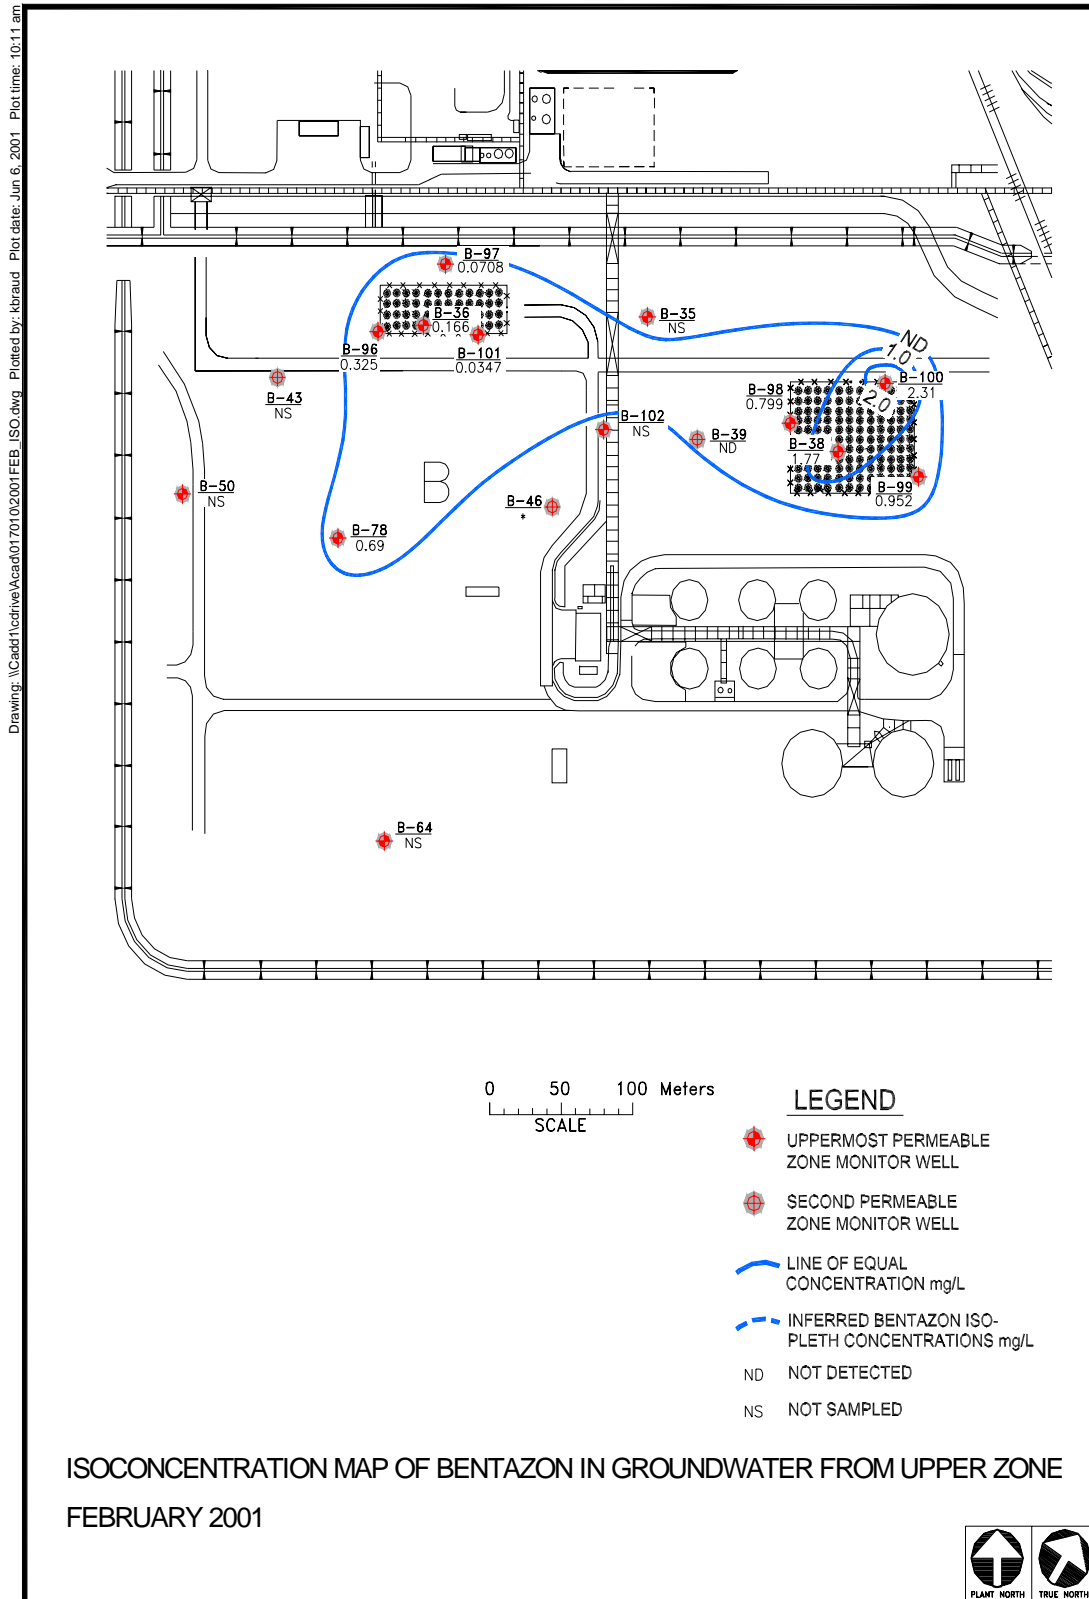 Drawing: \\Cadd1\cdrive\Acad\017010\2001FEB_ISO.dwg Plotted by: kbraud Plot date: Jun 6, 2001 Plot time: 10:11 am
B-97
0.0708
B-36
0.166
B-35
NS
B-96
0.325
B-101
0.0347
ND
1.0
2.0
B-100
2.31
B-98
0.799
B-43
NS
B-102
NS
B-39
ND
B-38
1.77
B-99
0.952
B
B-50
NS
B-46
*
B-78
0.69
B-64
NS
0 50 100 Meters
SCALE
LEGEND
UPPERMOST PERMEABLE
ZONE MONITOR WELL
SECOND PERMEABLE
ZONE MONITOR WELL
LINE OF EQUAL
CONCENTRATION mg/L
INFERRED BENTAZON ISO-
PLETH CONCENTRATIONS mg/L
ND NOT DETECTED
NS NOT SAMPLED
ISOCONCENTRATION MAP OF BENTAZON IN GROUNDWATER FROM UPPER ZONE
FEBRUARY 2001
PLANT NORTH
TRUE NORTH